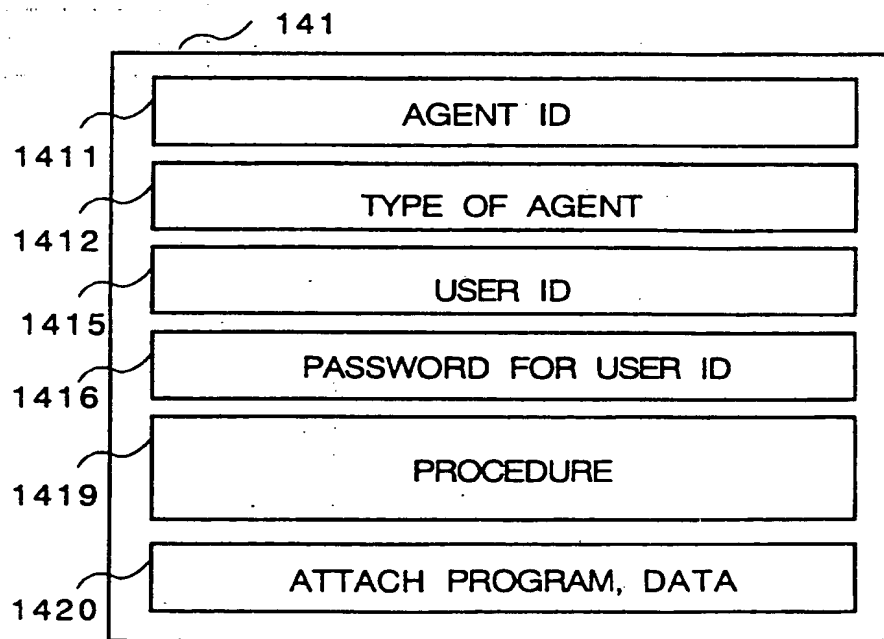 141
AGENT ID
1411
TYPE OF AGENT
1412
USER ID
1415
PASSWORD FOR USER ID
1416
PROCEDURE
1419
ATTACH PROGRAM, DATA
1420